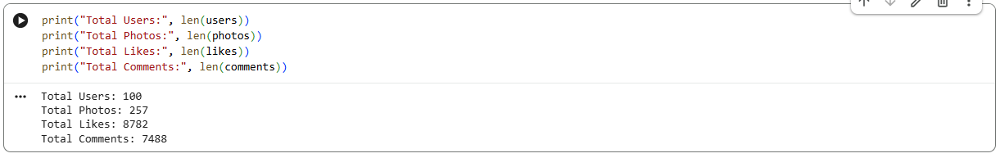 print("Total Users:", len(users))
print("Total Photos:", len(photos))
print("Total Likes:", len(likes))
print("Total Comments:", len(comments))
Total Users: 100
Total Photos: 257
Total Likes: 8782
Total Comments: 7488